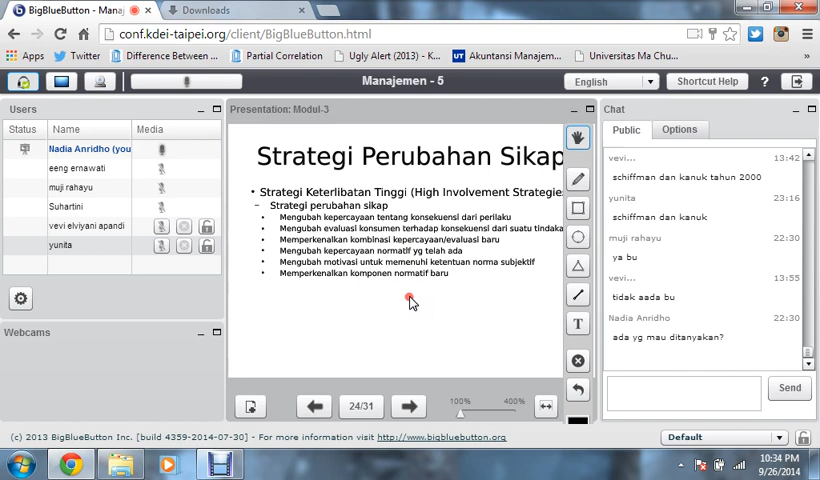 BigBlueButton - Manaj
Downloads
conf.kdei-taipei.org/client/BigBlueButton.html
Apps
Twitter
Difference Between ...
Partial Correlation
Ugly Alert (2013) - K...
UT
Akuntansi Manajem...
Universitas Ma Chu...
Manajemen - 5
English
Shortcut Help
?
Users
Status
Name
Media
Nadia Anridho (you
eeng ernawati
muji rahayu
Suhartini
vevi elviyani apandi
yunita
Webcams
Presentation: Modul-3
Strategi Perubahan Sikap
• Strategi Keterlibatan Tinggi (High Involvement Strategies
– Strategi perubahan sikap
• Mengubah kepercayaan tentang konsekuensi dari perilaku
• Mengubah evaluasi konsumen terhadap konsekuensi dari suatu tindaka
• Memperkenalkan kombinasi kepercayaan/evaluasi baru
• Mengubah kepercayaan normatif yg telah ada
• Mengubah motivasi untuk memenuhi ketentuan norma subjektif
• Memperkenalkan komponen normatif baru
T
24/31
100%
400%
Chat
Public
Options
vevi...
13:42
schiffman dan kanuk tahun 2000
yunita
23:16
schiffman dan kanuk
muji rahayu
22:30
ya bu
vevi...
13:55
tidak aada bu
Nadia Anridho
22:30
ada yg mau ditanyakan?
Send
(c) 2013 BigBlueButton Inc. [build 4359-2014-07-30] - For more information visit http://www.bigbluebutton.org
Default
10:34 PM
9/26/2014